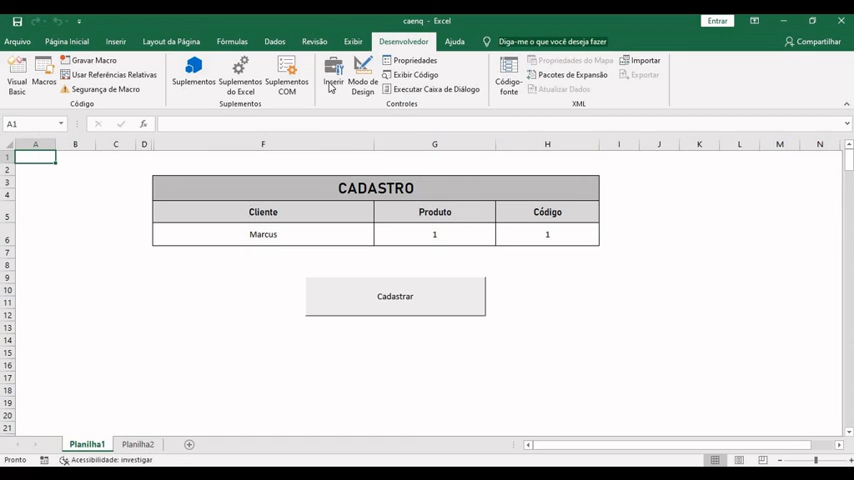 caenq - Excel
Entrar
Arquivo Página Inicial Inserir Layout da Página Fórmulas Dados Revisão Exibir Desenvolvedor Ajuda Diga-me o que você deseja fazer Compartilhar
Visual Basic
Macros
Gravar Macro
Usar Referências Relativas
Segurança de Macro
Código
Suplementos
Suplementos do Excel
Suplementos COM
Suplementos
Inserir
Modo de Design
Propriedades
Exibir Código
Executar Caixa de Diálogo
Controles
Código-fonte
Propriedades do Mapa
Pacotes de Expansão
Atualizar Dados
Importar
Exportar
XML
A1
fx
A B C D F G H I J K L M N
1
2
3
4
5
6
7
8
9
10
11
12
13
14
15
16
17
18
19
20
21
CADASTRO
Cliente Produto Código
Marcus 1 1
Cadastrar
Planilha1 Planilha2
Pronto Acessibilidade: investigar